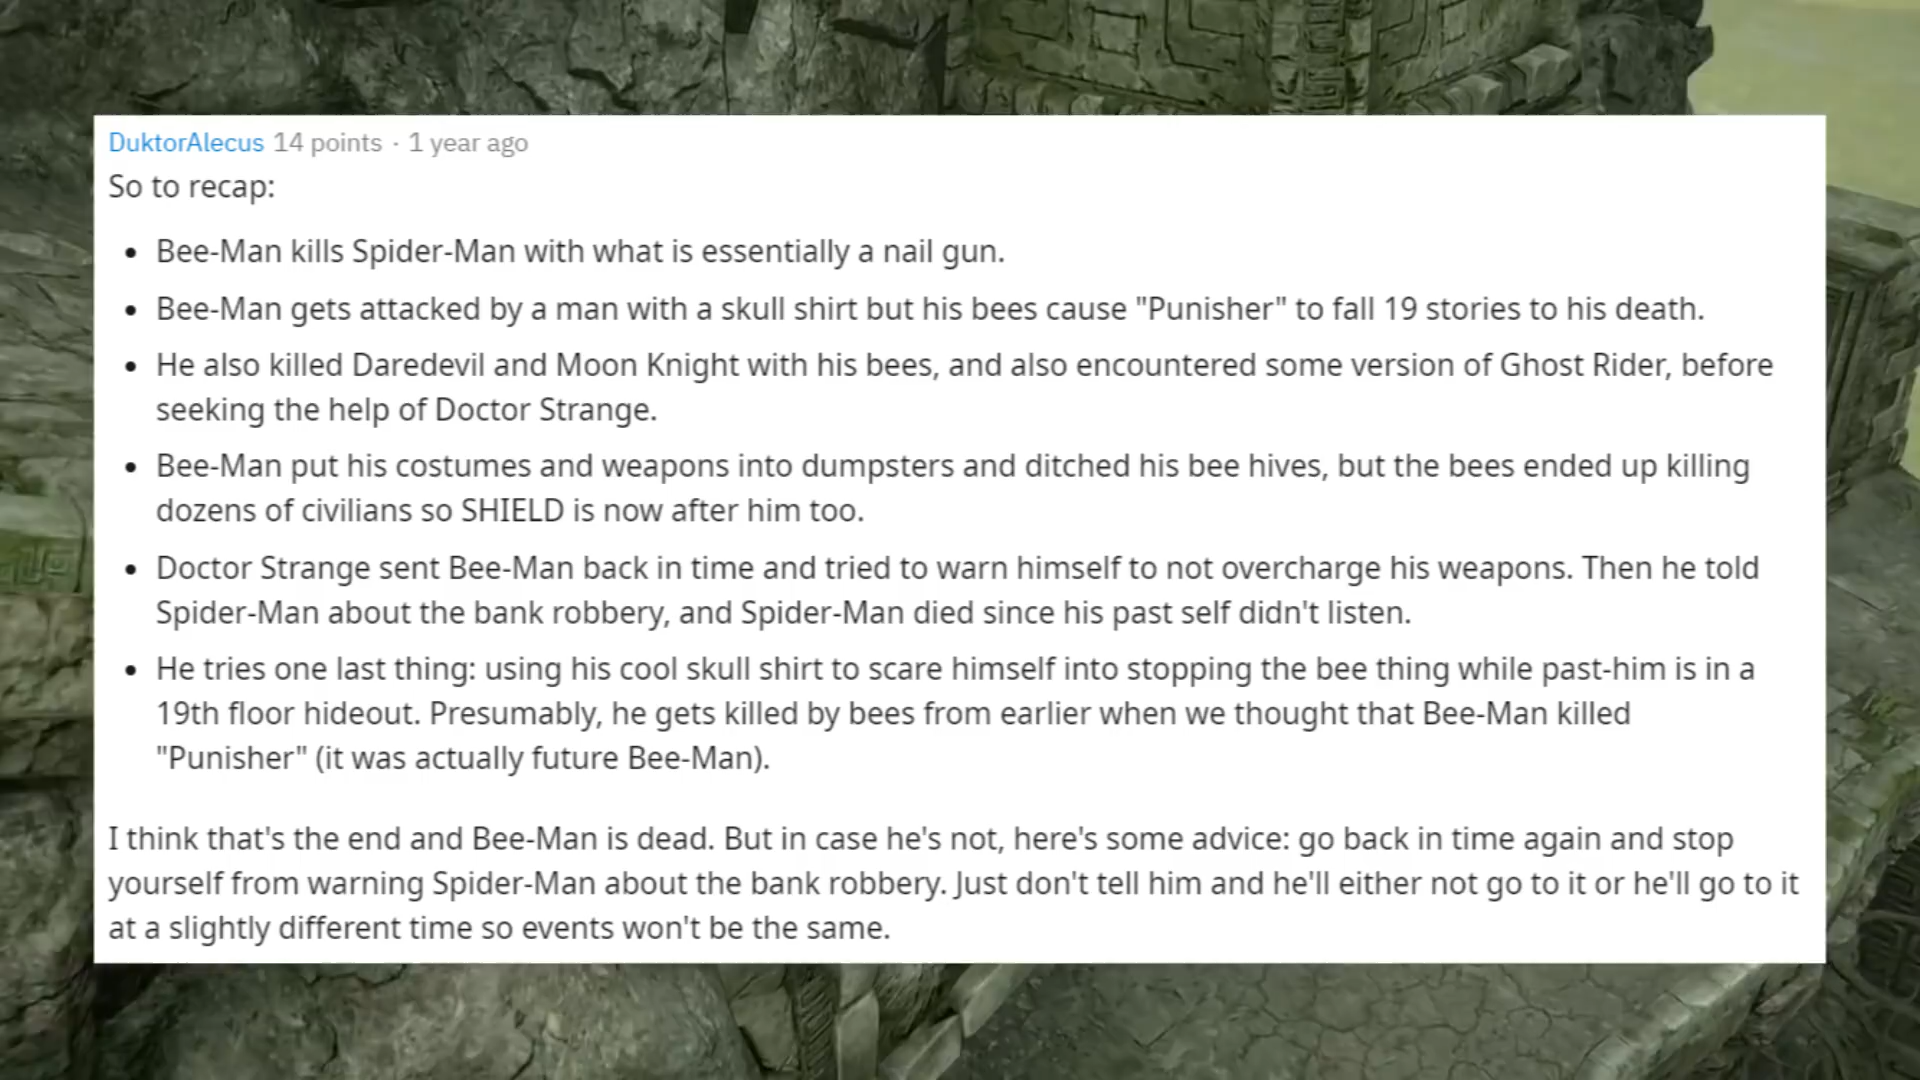 DuktorAlecus 14 points · 1 year ago
So to recap:
• Bee-Man kills Spider-Man with what is essentially a nail gun.
• Bee-Man gets attacked by a man with a skull shirt but his bees cause "Punisher" to fall 19 stories to his death.
• He also killed Daredevil and Moon Knight with his bees, and also encountered some version of Ghost Rider, before
seeking the help of Doctor Strange.
• Bee-Man put his costumes and weapons into dumpsters and ditched his bee hives, but the bees ended up killing
dozens of civilians so SHIELD is now after him too.
• Doctor Strange sent Bee-Man back in time and tried to warn himself to not overcharge his weapons. Then he told
Spider-Man about the bank robbery, and Spider-Man died since his past self didn't listen.
• He tries one last thing: using his cool skull shirt to scare himself into stopping the bee thing while past-him is in a
19th floor hideout. Presumably, he gets killed by bees from earlier when we thought that Bee-Man killed
"Punisher" (it was actually future Bee-Man).
I think that's the end and Bee-Man is dead. But in case he's not, here's some advice: go back in time again and stop
yourself from warning Spider-Man about the bank robbery. Just don't tell him and he'll either not go to it or he'll go to it
at a slightly different time so events won't be the same.